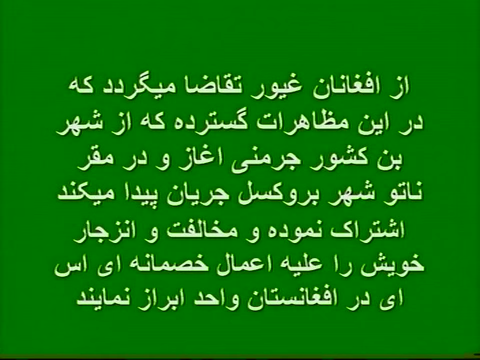 از افغانان غیور تقاضا میگردد که
در این مظاهرات گسترده که از شهر
بن کشور جرمنی اغاز و در مقر
ناتو شهر بروکسل جریان پیدا میکند
اشتراک نموده و مخالفت و انزجار
خویش را علیه اعمال خصمانه ای اس
ای در افغانستان واحد ابراز نمایند